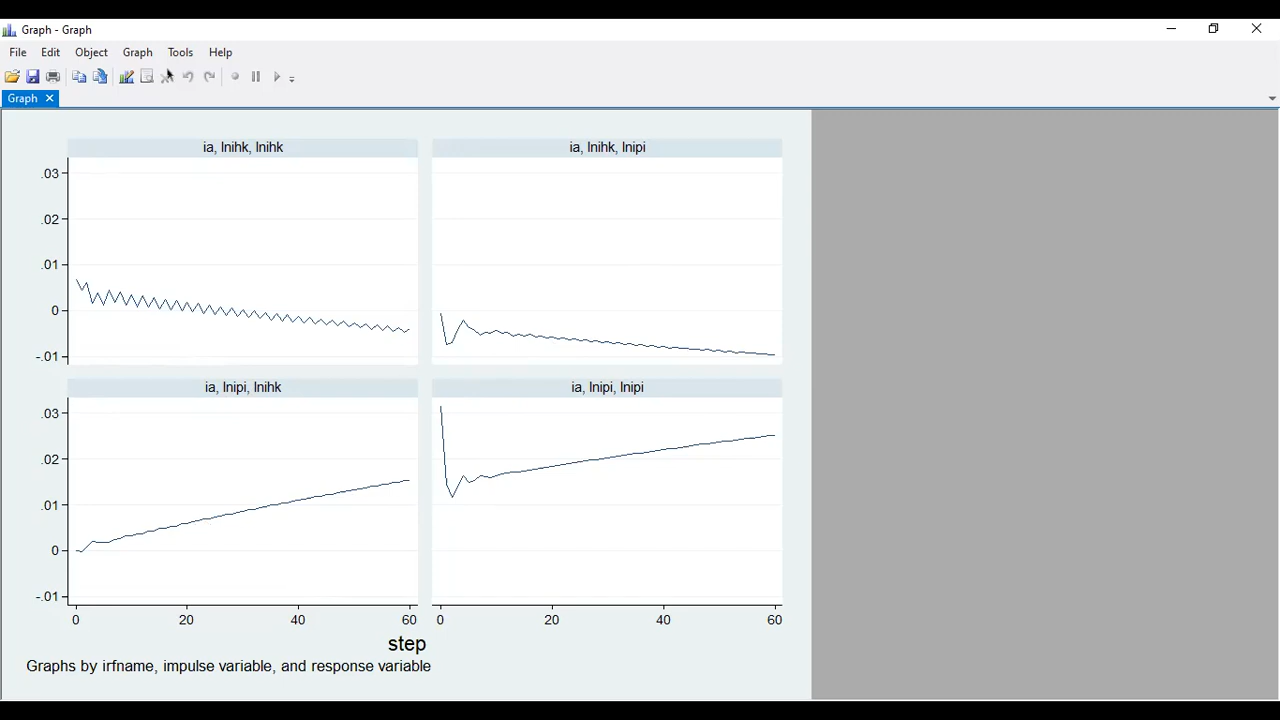 Graph - Graph
File Edit Object Graph Tools Help
Graph
ia, lnihk, lnihk
ia, lnihk, lnipi
.03
.02
.01
0
-.01
ia, lnipi, lnihk
ia, lnipi, lnipi
.03
.02
.01
0
-.01
0 20 40 60 0 20 40 60
step
Graphs by irfname, impulse variable, and response variable